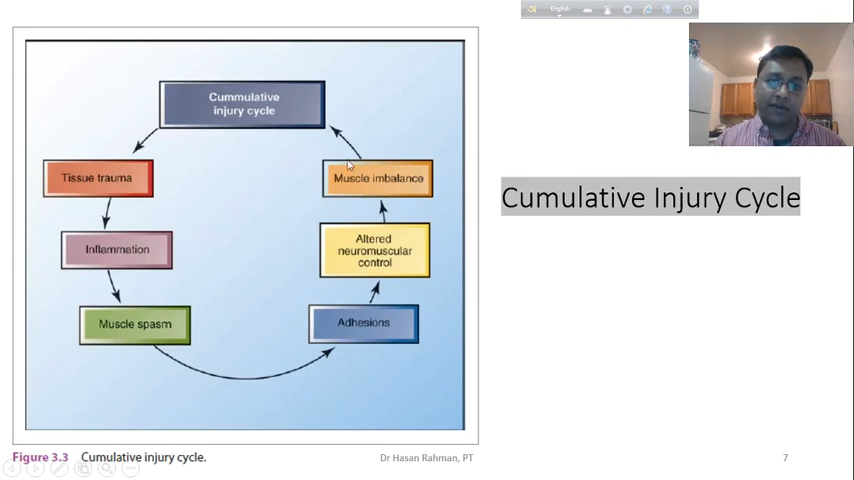 English
Cummulative
injury cycle
Tissue trauma
Muscle imbalance
Cumulative Injury Cycle
Inflammation
Altered
neuromuscular
control
Muscle spasm
Adhesions
Figure 3.3 Cumulative injury cycle.
Dr Hasan Rahman, PT
7